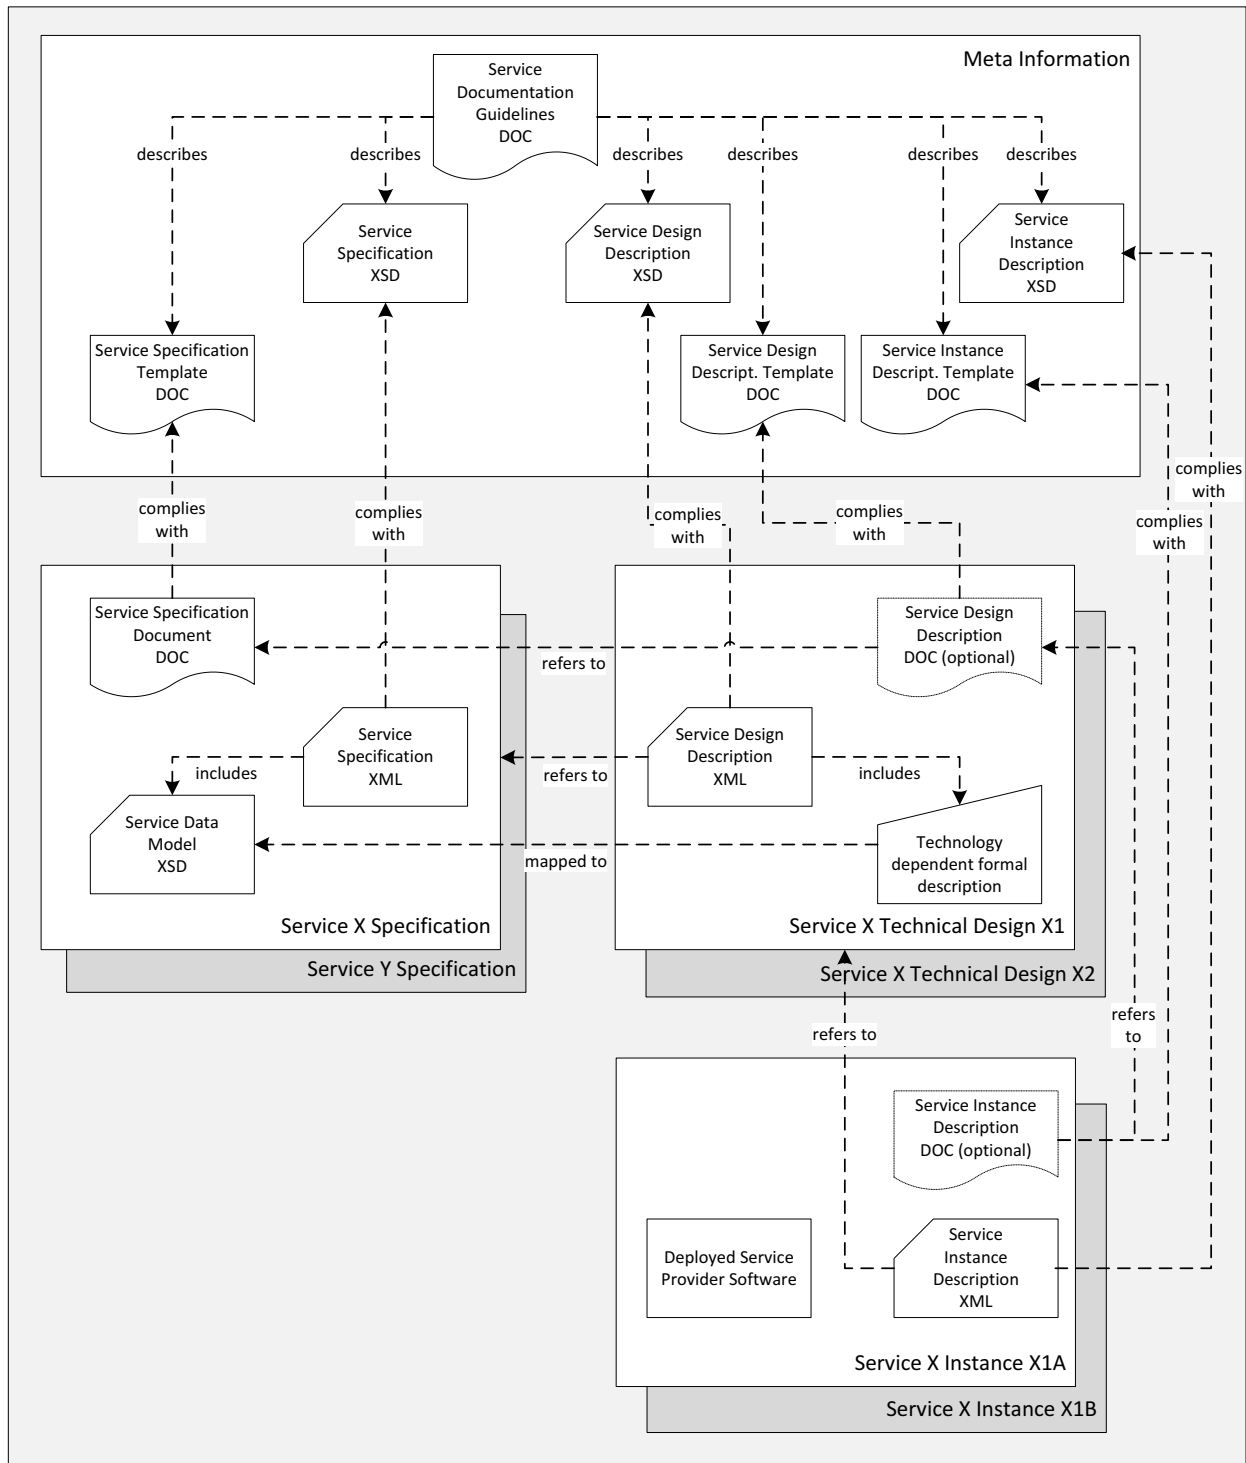 Meta Information
Service
Documentation
Guidelines
DOC
describes
describes
describes
describes
describes
describes
Service
Specification
XSD
Service Design
Description
XSD
Service
Instance
Description
XSD
Service Specification
Template
DOC
Service Design
Descript. Template
DOC
Service Instance
Descript. Template
DOC
complies
with
complies
with
complies
with
complies
with
complies
with
complies
with
Service Specification
Document
DOC
refers to
Service Design
Description
DOC (optional)
Service
Specification
XML
includes
refers to
Service Design
Description
XML
includes
Service Data
Model
XSD
mapped to
Technology
dependent formal
description
Service X Specification
Service Y Specification
Service X Technical Design X1
Service X Technical Design X2
refers to
refers
to
Service Instance
Description
DOC (optional)
Deployed Service
Provider Software
Service
Instance
Description
XML
Service X Instance X1A
Service X Instance X1B